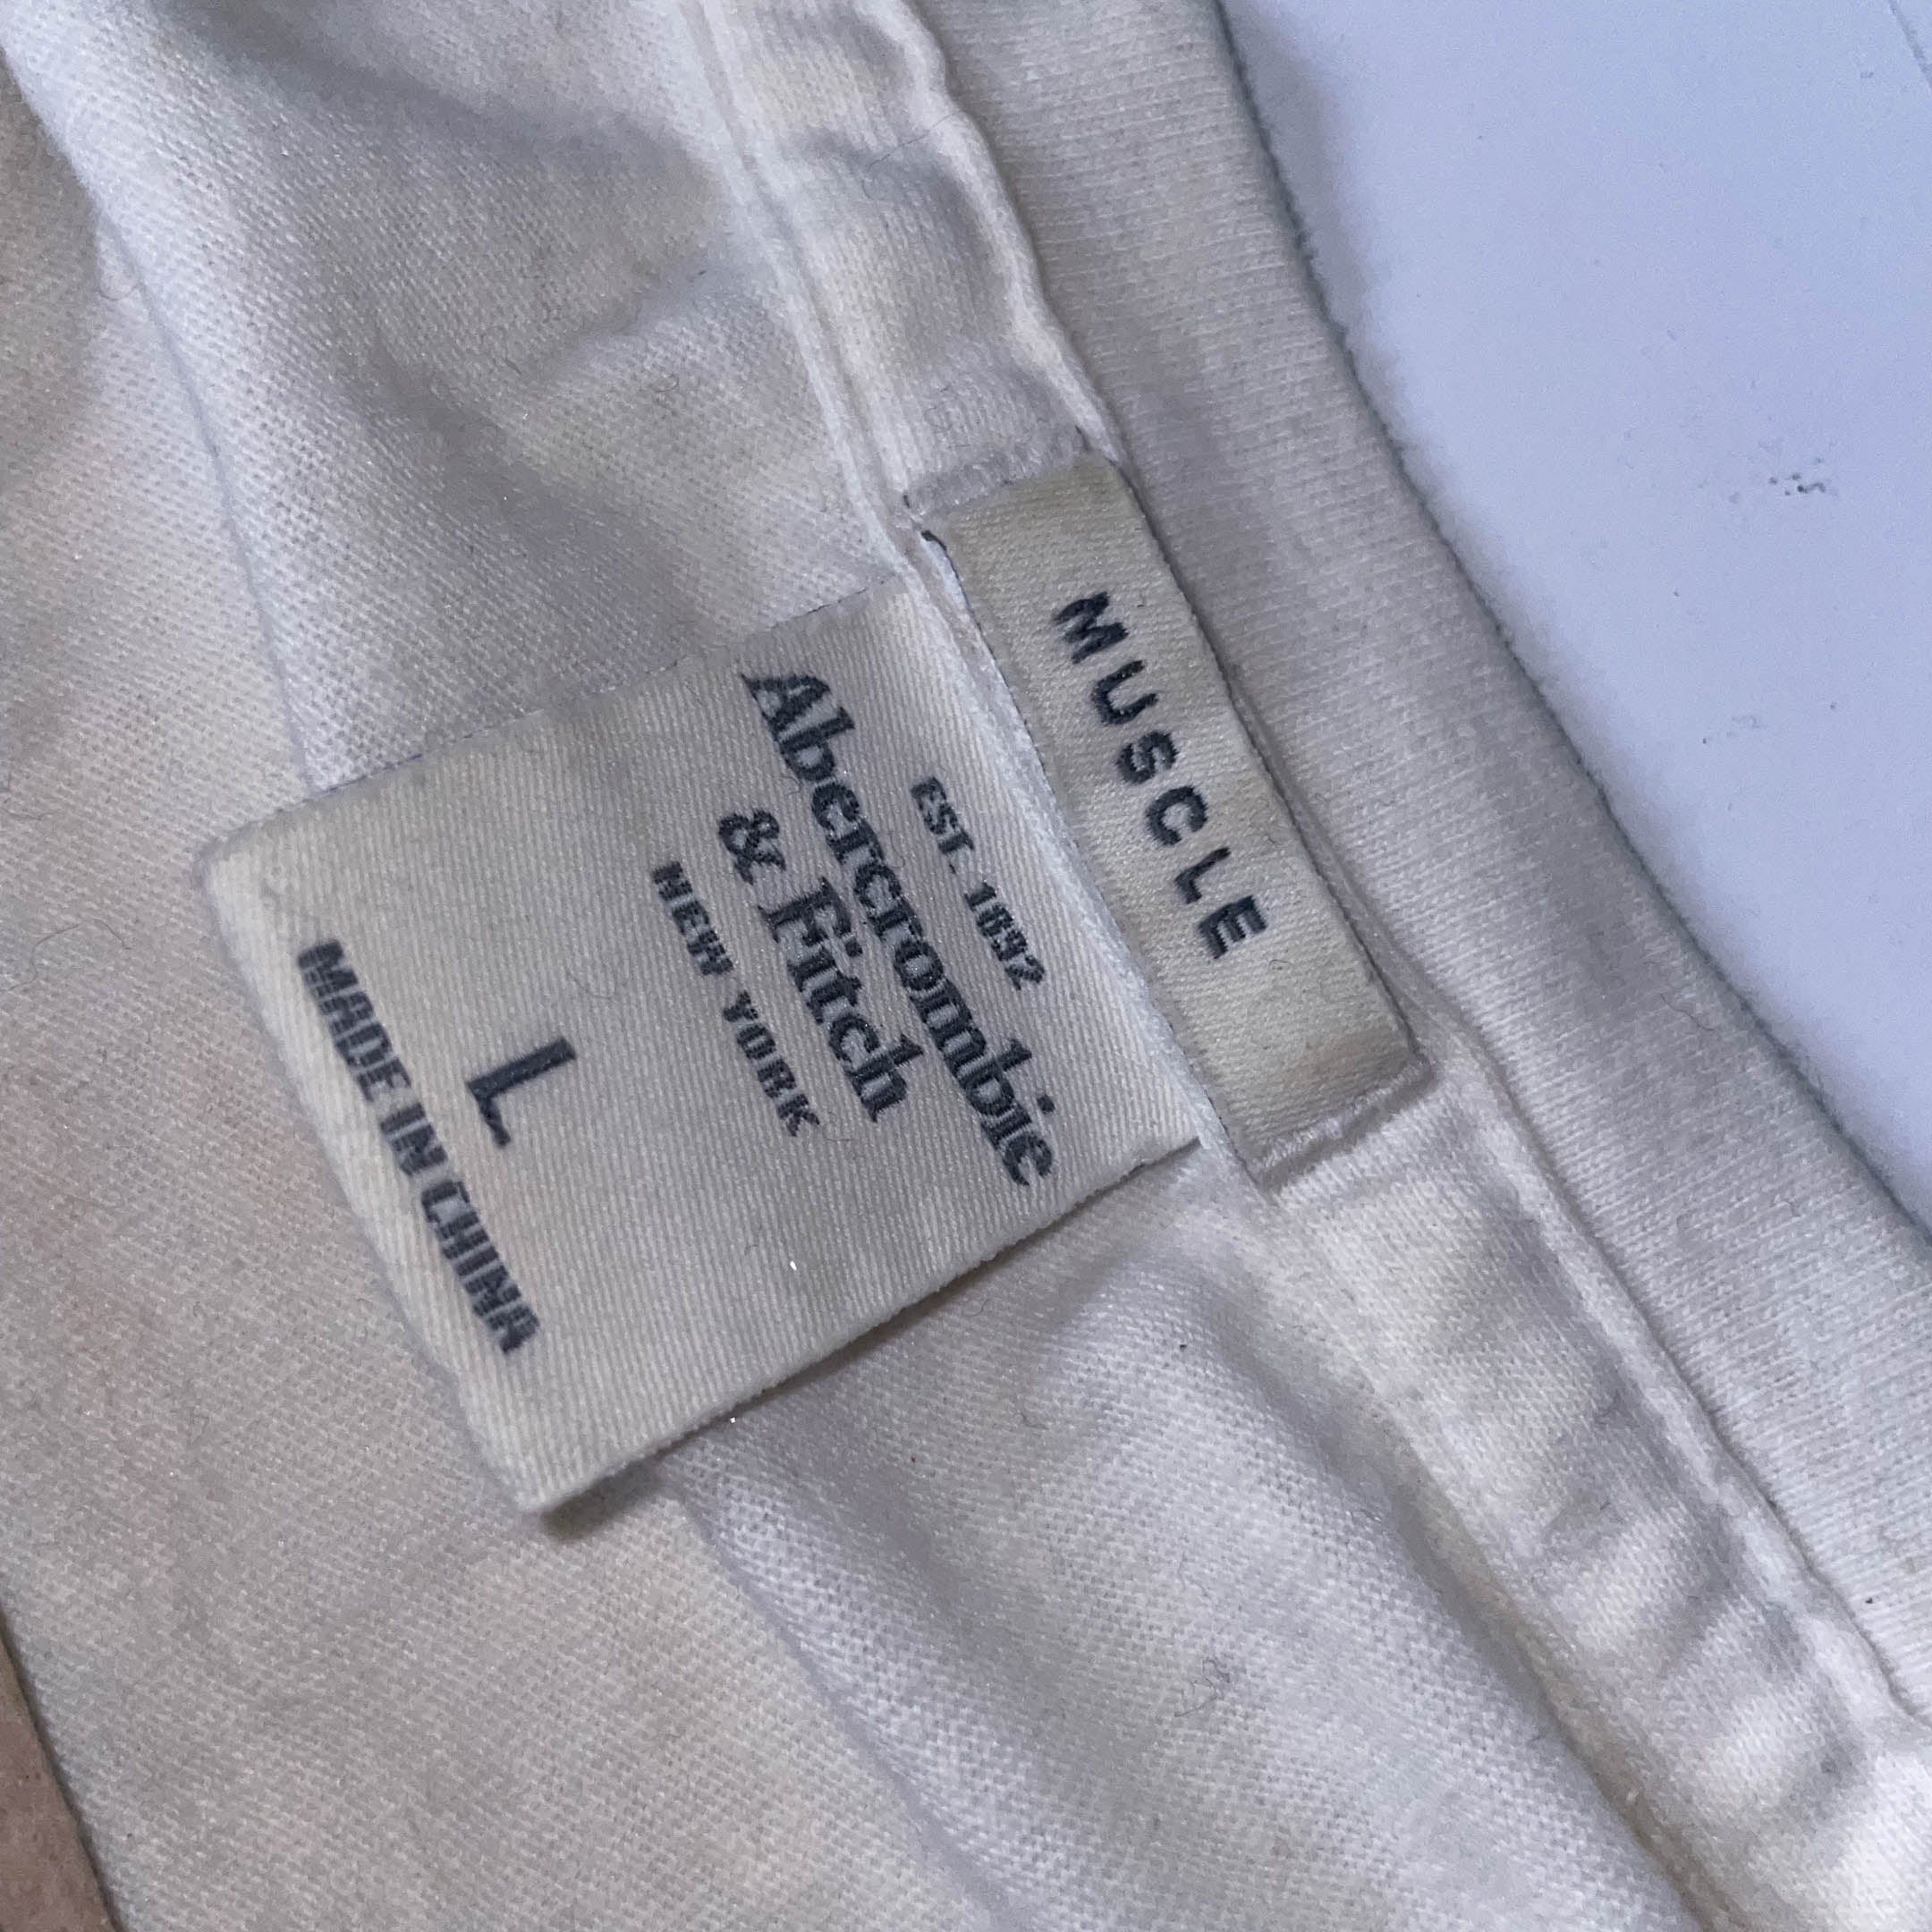 MUSCLE
EST. 1892
Abercrombie
& Fitch
NEW YORK
L
MADE IN CHINA